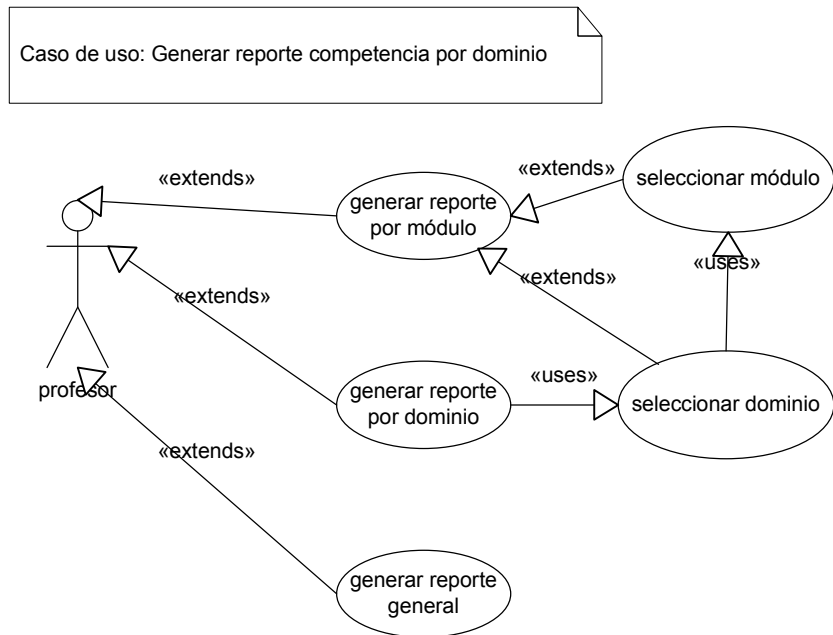 Caso de uso: Generar reporte competencia por dominio
«extends»
«extends»
seleccionar módulo
generar reporte
por módulo
«uses»
«extends»
«extends»
«uses»
profesor
generar reporte
por dominio
seleccionar dominio
«extends»
generar reporte
general